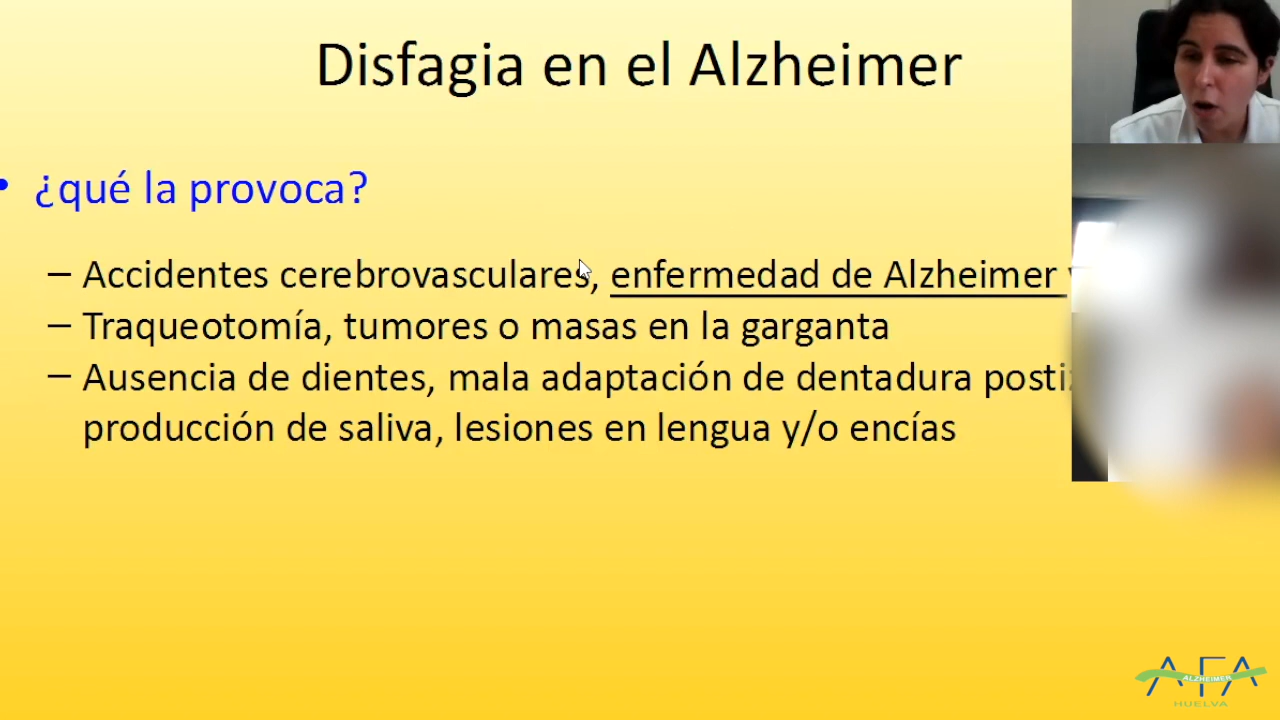 Disfagia en el Alzheimer
• ¿qué la provoca?
– Accidentes cerebrovasculares, enfermedad de Alzheimer
– Traqueotomía, tumores o masas en la garganta
– Ausencia de dientes, mala adaptación de dentadura
producción de saliva, lesiones en lengua y/o encías
AFA
ALZHEIMER
HUELVA